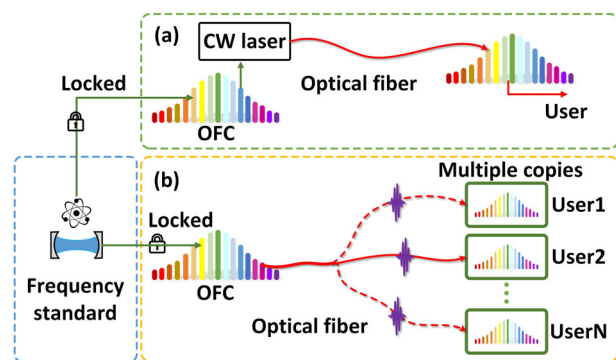 (a)
CW laser
Locked
Optical fiber
OFC
User
(b)
Multiple copies
Locked
User1
User2
OFC
Frequency
standard
Optical fiber
UserN